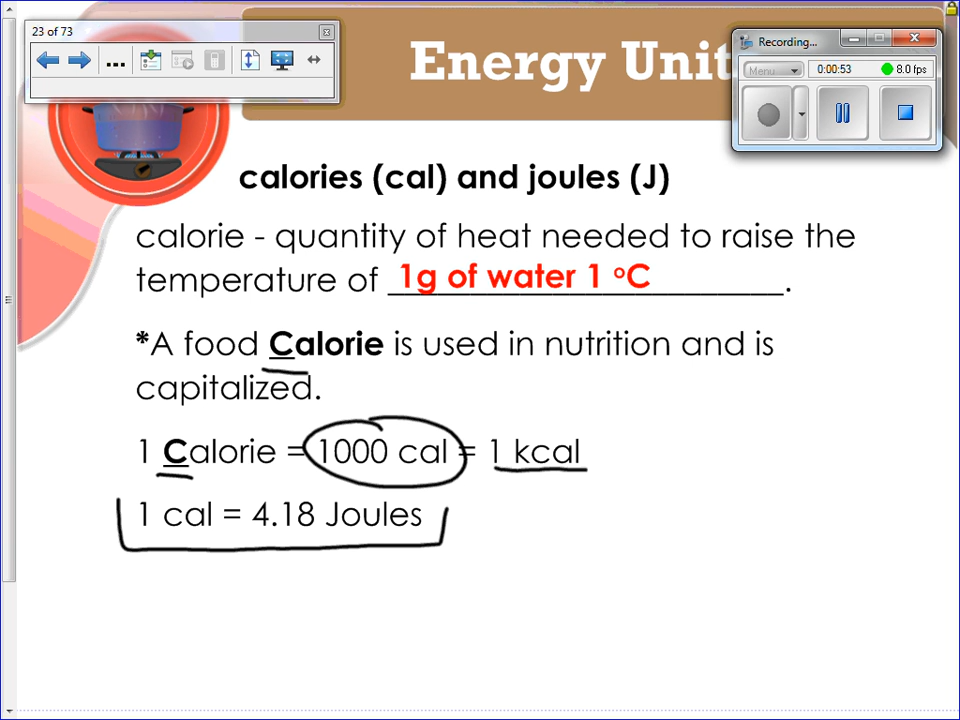 23 of 73
Energy Unit
Recording...
Menu
0:00:53
8.0 fps
calories (cal) and joules (J)
calorie - quantity of heat needed to raise the
temperature of 1g of water 1 °C.
*A food Calorie is used in nutrition and is
capitalized.
1 Calorie = 1000 cal = 1 kcal
1 cal = 4.18 Joules